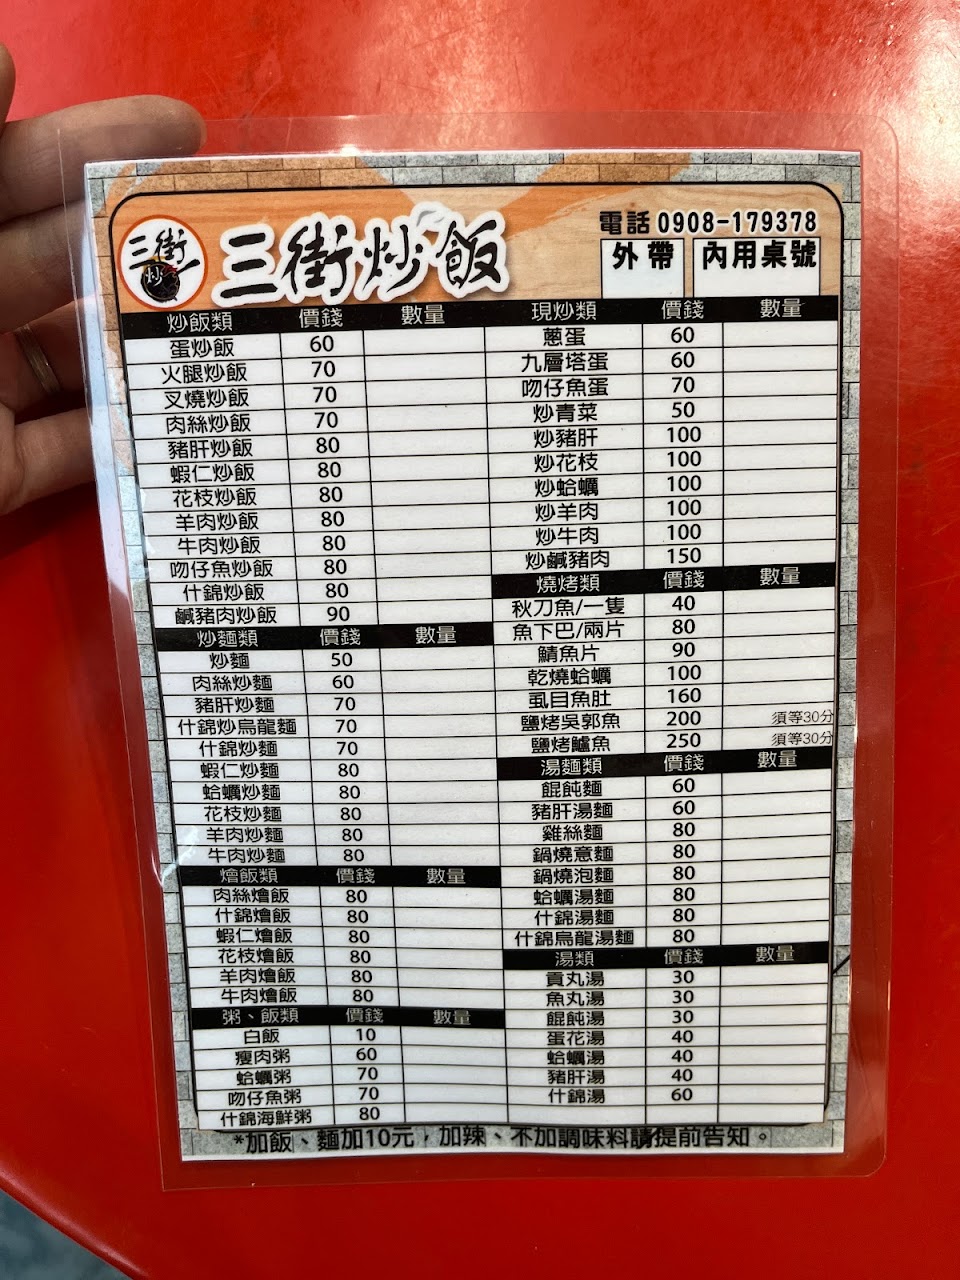 三街炒飯
三街炒飯
電話0908-179378
外帶 內用桌號
炒飯類 價錢 數量
蛋炒飯 60
火腿炒飯 70
叉燒炒飯 70
肉絲炒飯 70
豬肝炒飯 80
蝦仁炒飯 80
花枝炒飯 80
羊肉炒飯 80
牛肉炒飯 80
吻仔魚炒飯 80
什錦炒飯 80
鹹豬肉炒飯 90
炒麵類 價錢 數量
炒麵 50
肉絲炒麵 60
豬肝炒麵 70
什錦炒烏龍麵 70
什錦炒麵 70
蝦仁炒麵 80
蛤蠣炒麵 80
花枝炒麵 80
羊肉炒麵 80
牛肉炒麵 80
燴飯類 價錢 數量
肉絲燴飯 80
什錦燴飯 80
蝦仁燴飯 80
花枝燴飯 80
羊肉燴飯 80
牛肉燴飯 80
粥、飯類 價錢 數量
白飯 10
瘦肉粥 60
蛤蠣粥 70
吻仔魚粥 70
什錦海鮮粥 80
現炒類 價錢 數量
蔥蛋 60
九層塔蛋 60
吻仔魚蛋 70
炒青菜 50
炒豬肝 100
炒花枝 100
炒蛤蠣 100
炒羊肉 100
炒牛肉 100
炒鹹豬肉 150
燒烤類 價錢 數量
秋刀魚/一隻 40
魚下巴/兩片 80
鯖魚片 90
乾燒蛤蠣 100
虱目魚肚 160
鹽烤吳郭魚 200 須等30分
鹽烤鱸魚 250 須等30分
湯麵類 價錢 數量
餛飩麵 60
豬肝湯麵 60
雞絲麵 80
鍋燒意麵 80
鍋燒泡麵 80
蛤蠣湯麵 80
什錦湯麵 80
什錦烏龍湯麵 80
湯類 價錢 數量
貢丸湯 30
魚丸湯 30
餛飩湯 30
蛋花湯 40
蛤蠣湯 40
豬肝湯 40
什錦湯 60
*加飯、麵加10元，加辣、不加調味料請提前告知。